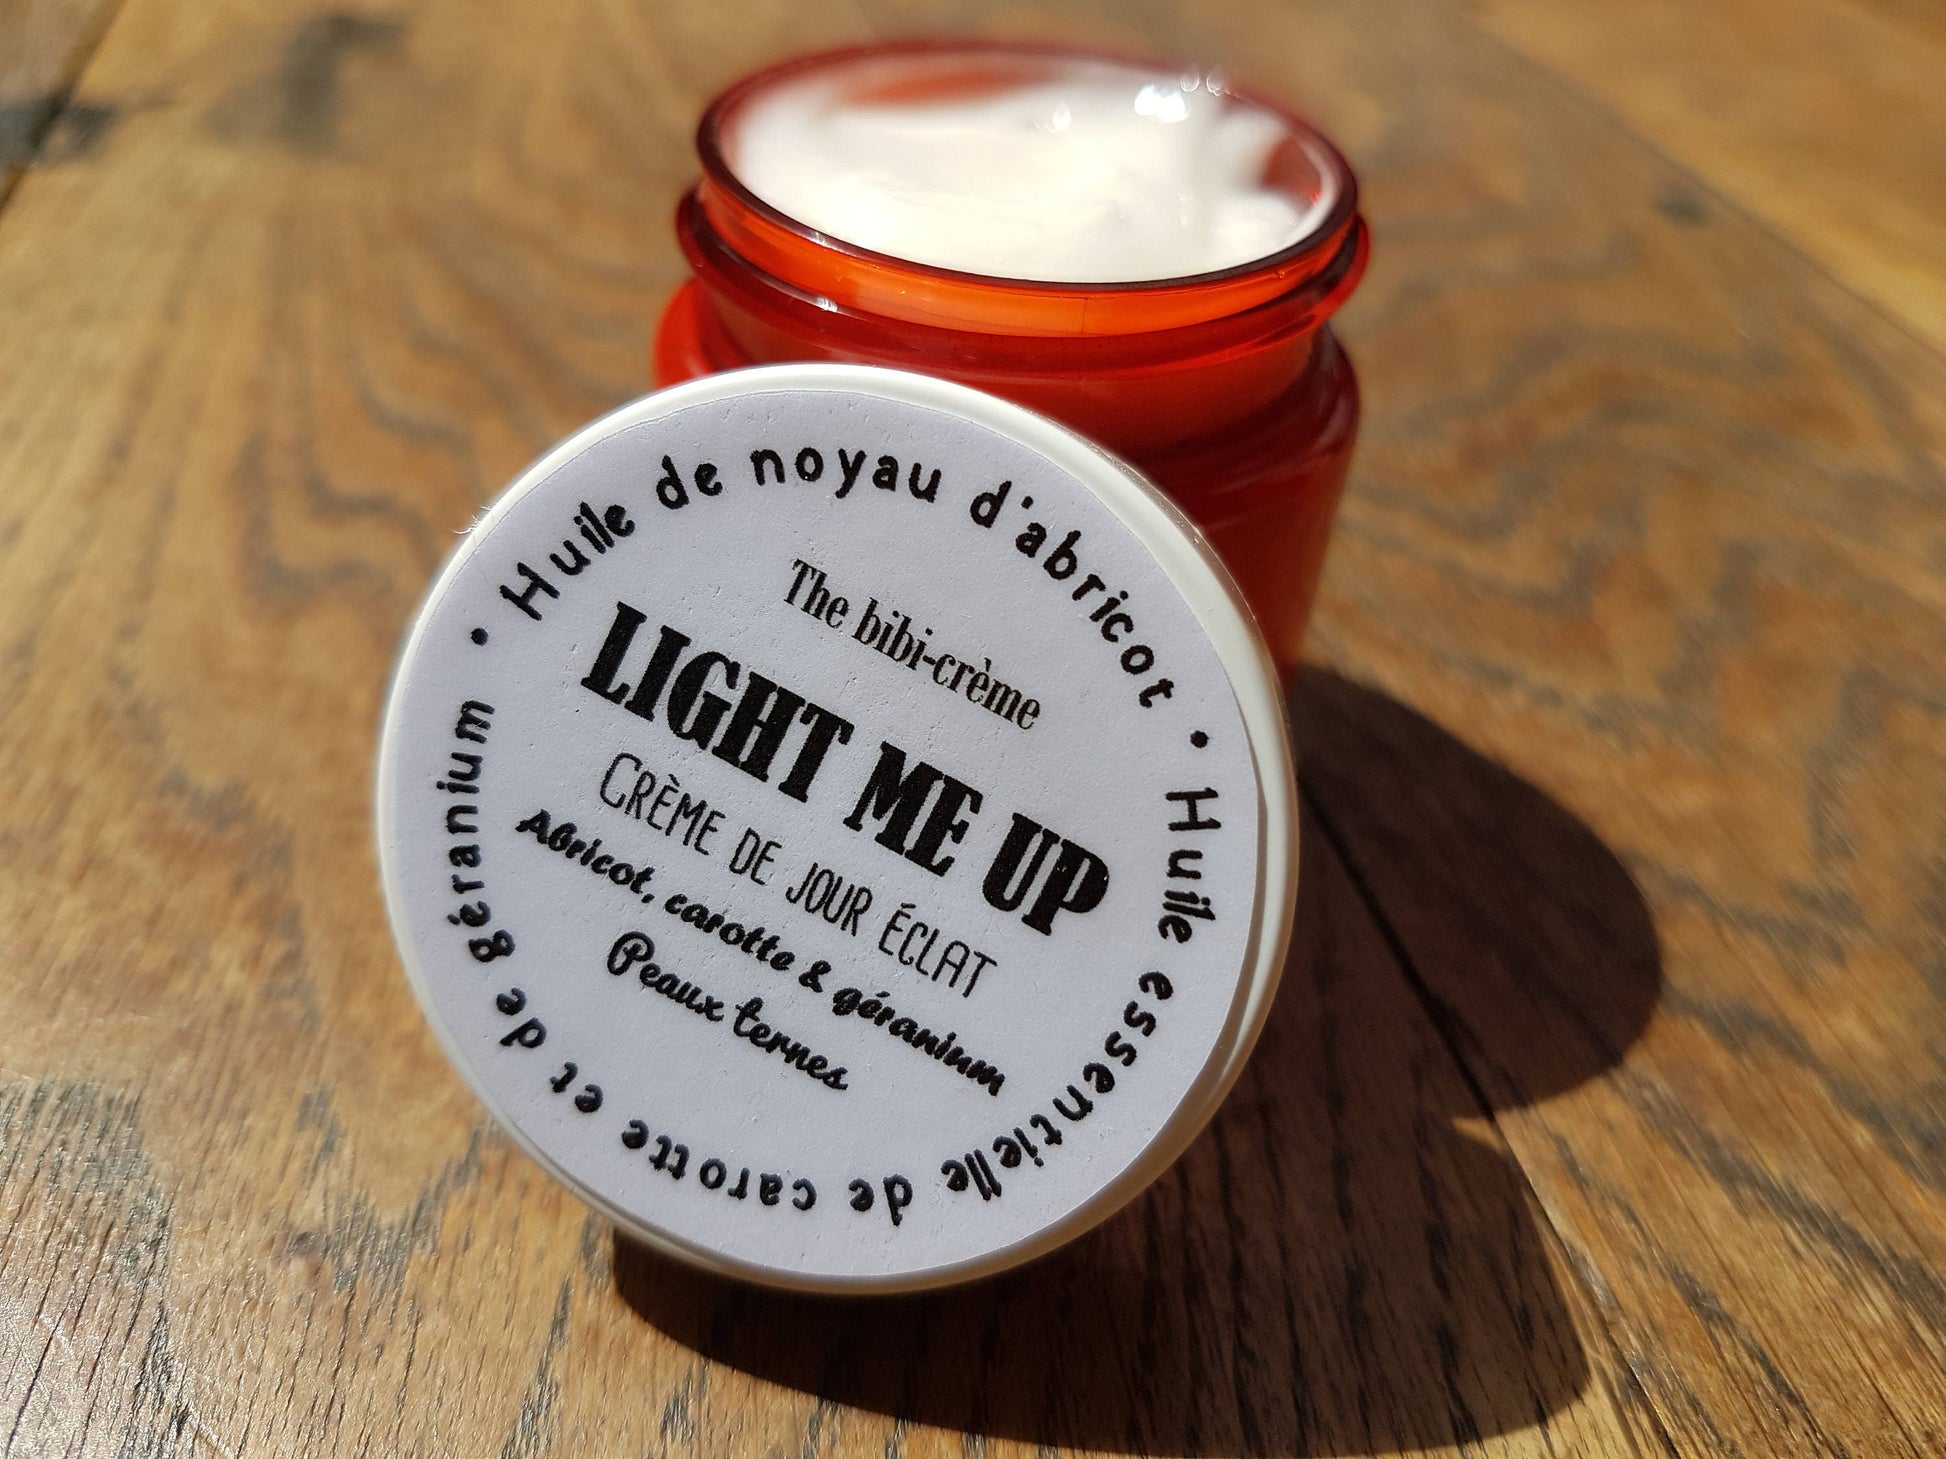 The bibi-crème
LIGHT ME UP
CRÈME DE JOUR ÉCLAT
Abricot, carotte & géranium
Peaux ternes
• Huile de noyau d'abricot • Huile essentielle de carotte et de géranium